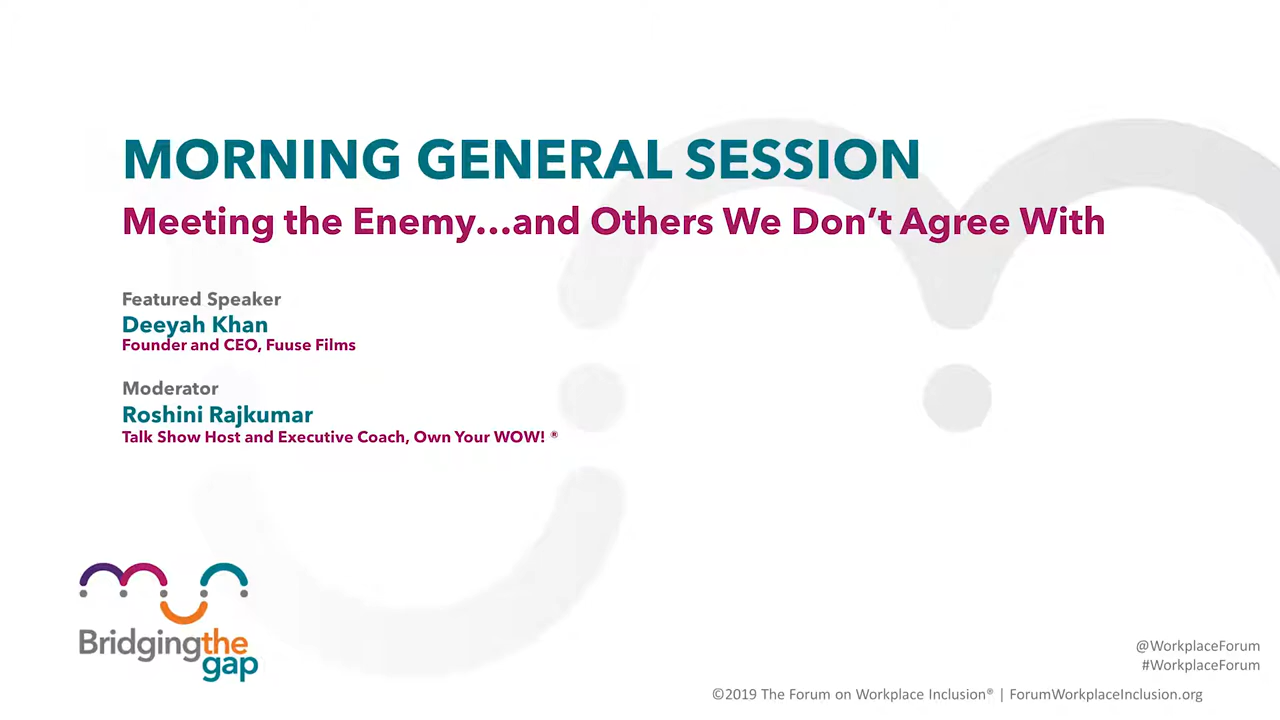 MORNING GENERAL SESSION
Meeting the Enemy...and Others We Don't Agree With
Featured Speaker
Deeyah Khan
Founder and CEO, Fuuse Films
Moderator
Roshini Rajkumar
Talk Show Host and Executive Coach, Own Your WOW! ®
Bridgingthe
gap
@WorkplaceForum
#WorkplaceForum
©2019 The Forum on Workplace Inclusion® | ForumWorkplaceInclusion.org